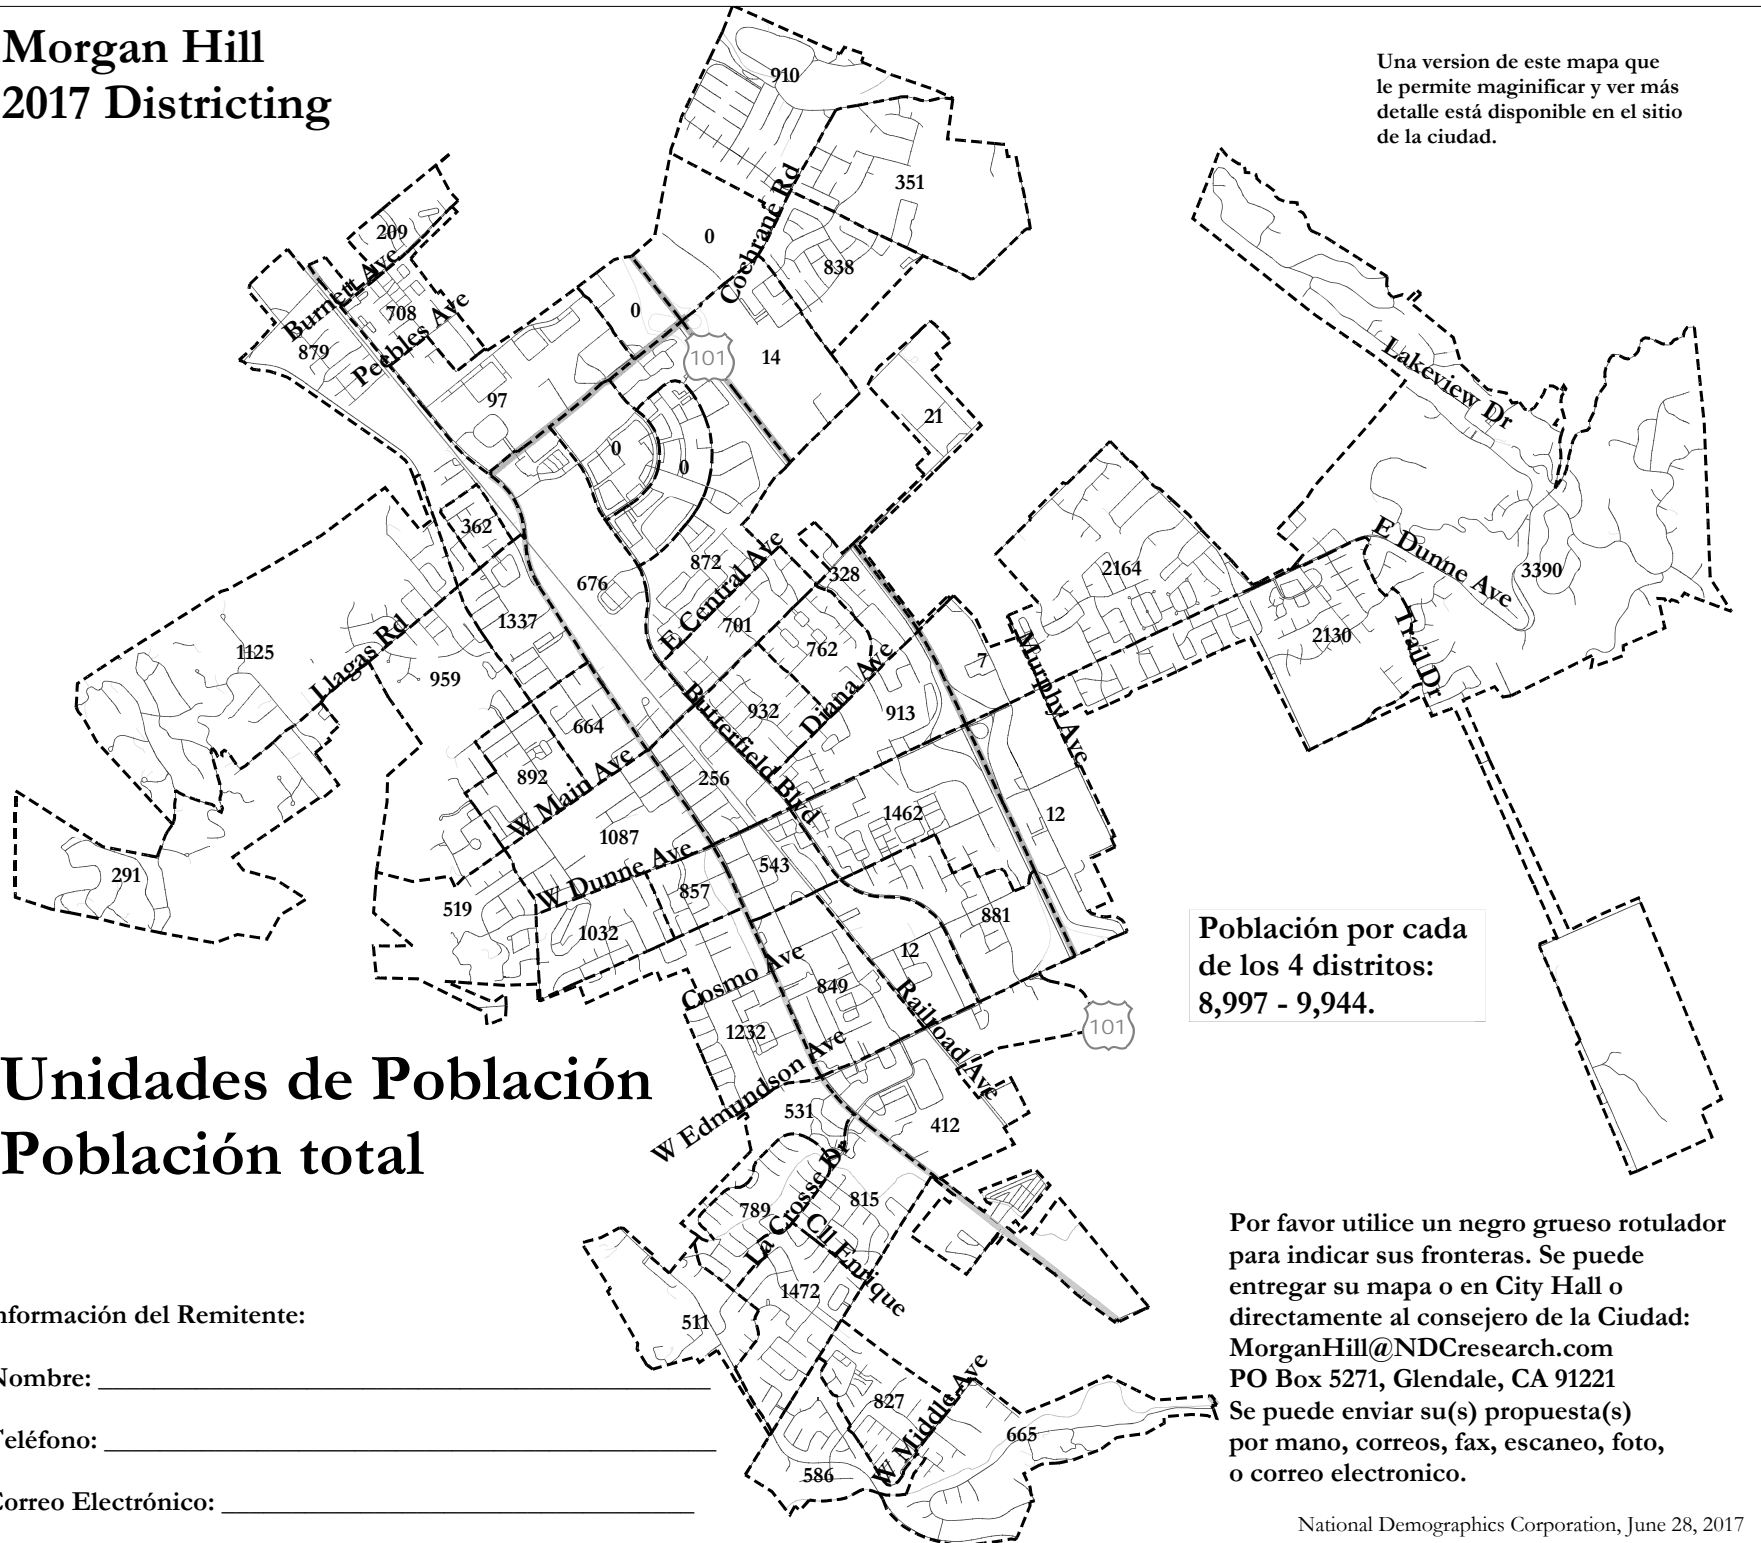 Morgan Hill
2017 Districting
Una version de este mapa que
le permite maginificar y ver más
detalle está disponible en el sitio
de la ciudad.
910
351
209
Cochrane Rd
0
838
Burnett Ave
708
0
879
Peebles Ave
101
14
Lakeview Dr
97
21
0
0
362
E Dunne Ave
872
328
2164
3390
676
E Central Ave
1337
701
2130
Trail Dr
1125
Llagas Rd
762
Murphy Ave
7
959
Diana Ave
932
913
664
Butterfield Blvd
892
256
W Main Ave
1462
12
1087
543
291
W Dunne Ave
857
519
881
1032
12
Cosmo Ave
849
Railroad Ave
1232
101
Población por cada
de los 4 distritos:
8,997 - 9,944.
W Edmundson Ave
531
412
Unidades de Población
Población total
La Crosse Dr
789
815
Cll Enrique
1472
511
827
W Middle Ave
665
586
nformación del Remitente:
Nombre:
Teléfono:
Correo Electrónico:
Por favor utilice un negro grueso rotulador
para indicar sus fronteras. Se puede
entregar su mapa o en City Hall o
directamente al consejero de la Ciudad:
MorganHill@NDCresearch.com
PO Box 5271, Glendale, CA 91221
Se puede enviar su(s) propuesta(s)
por mano, correos, fax, escaneo, foto,
o correo electronico.
National Demographics Corporation, June 28, 2017